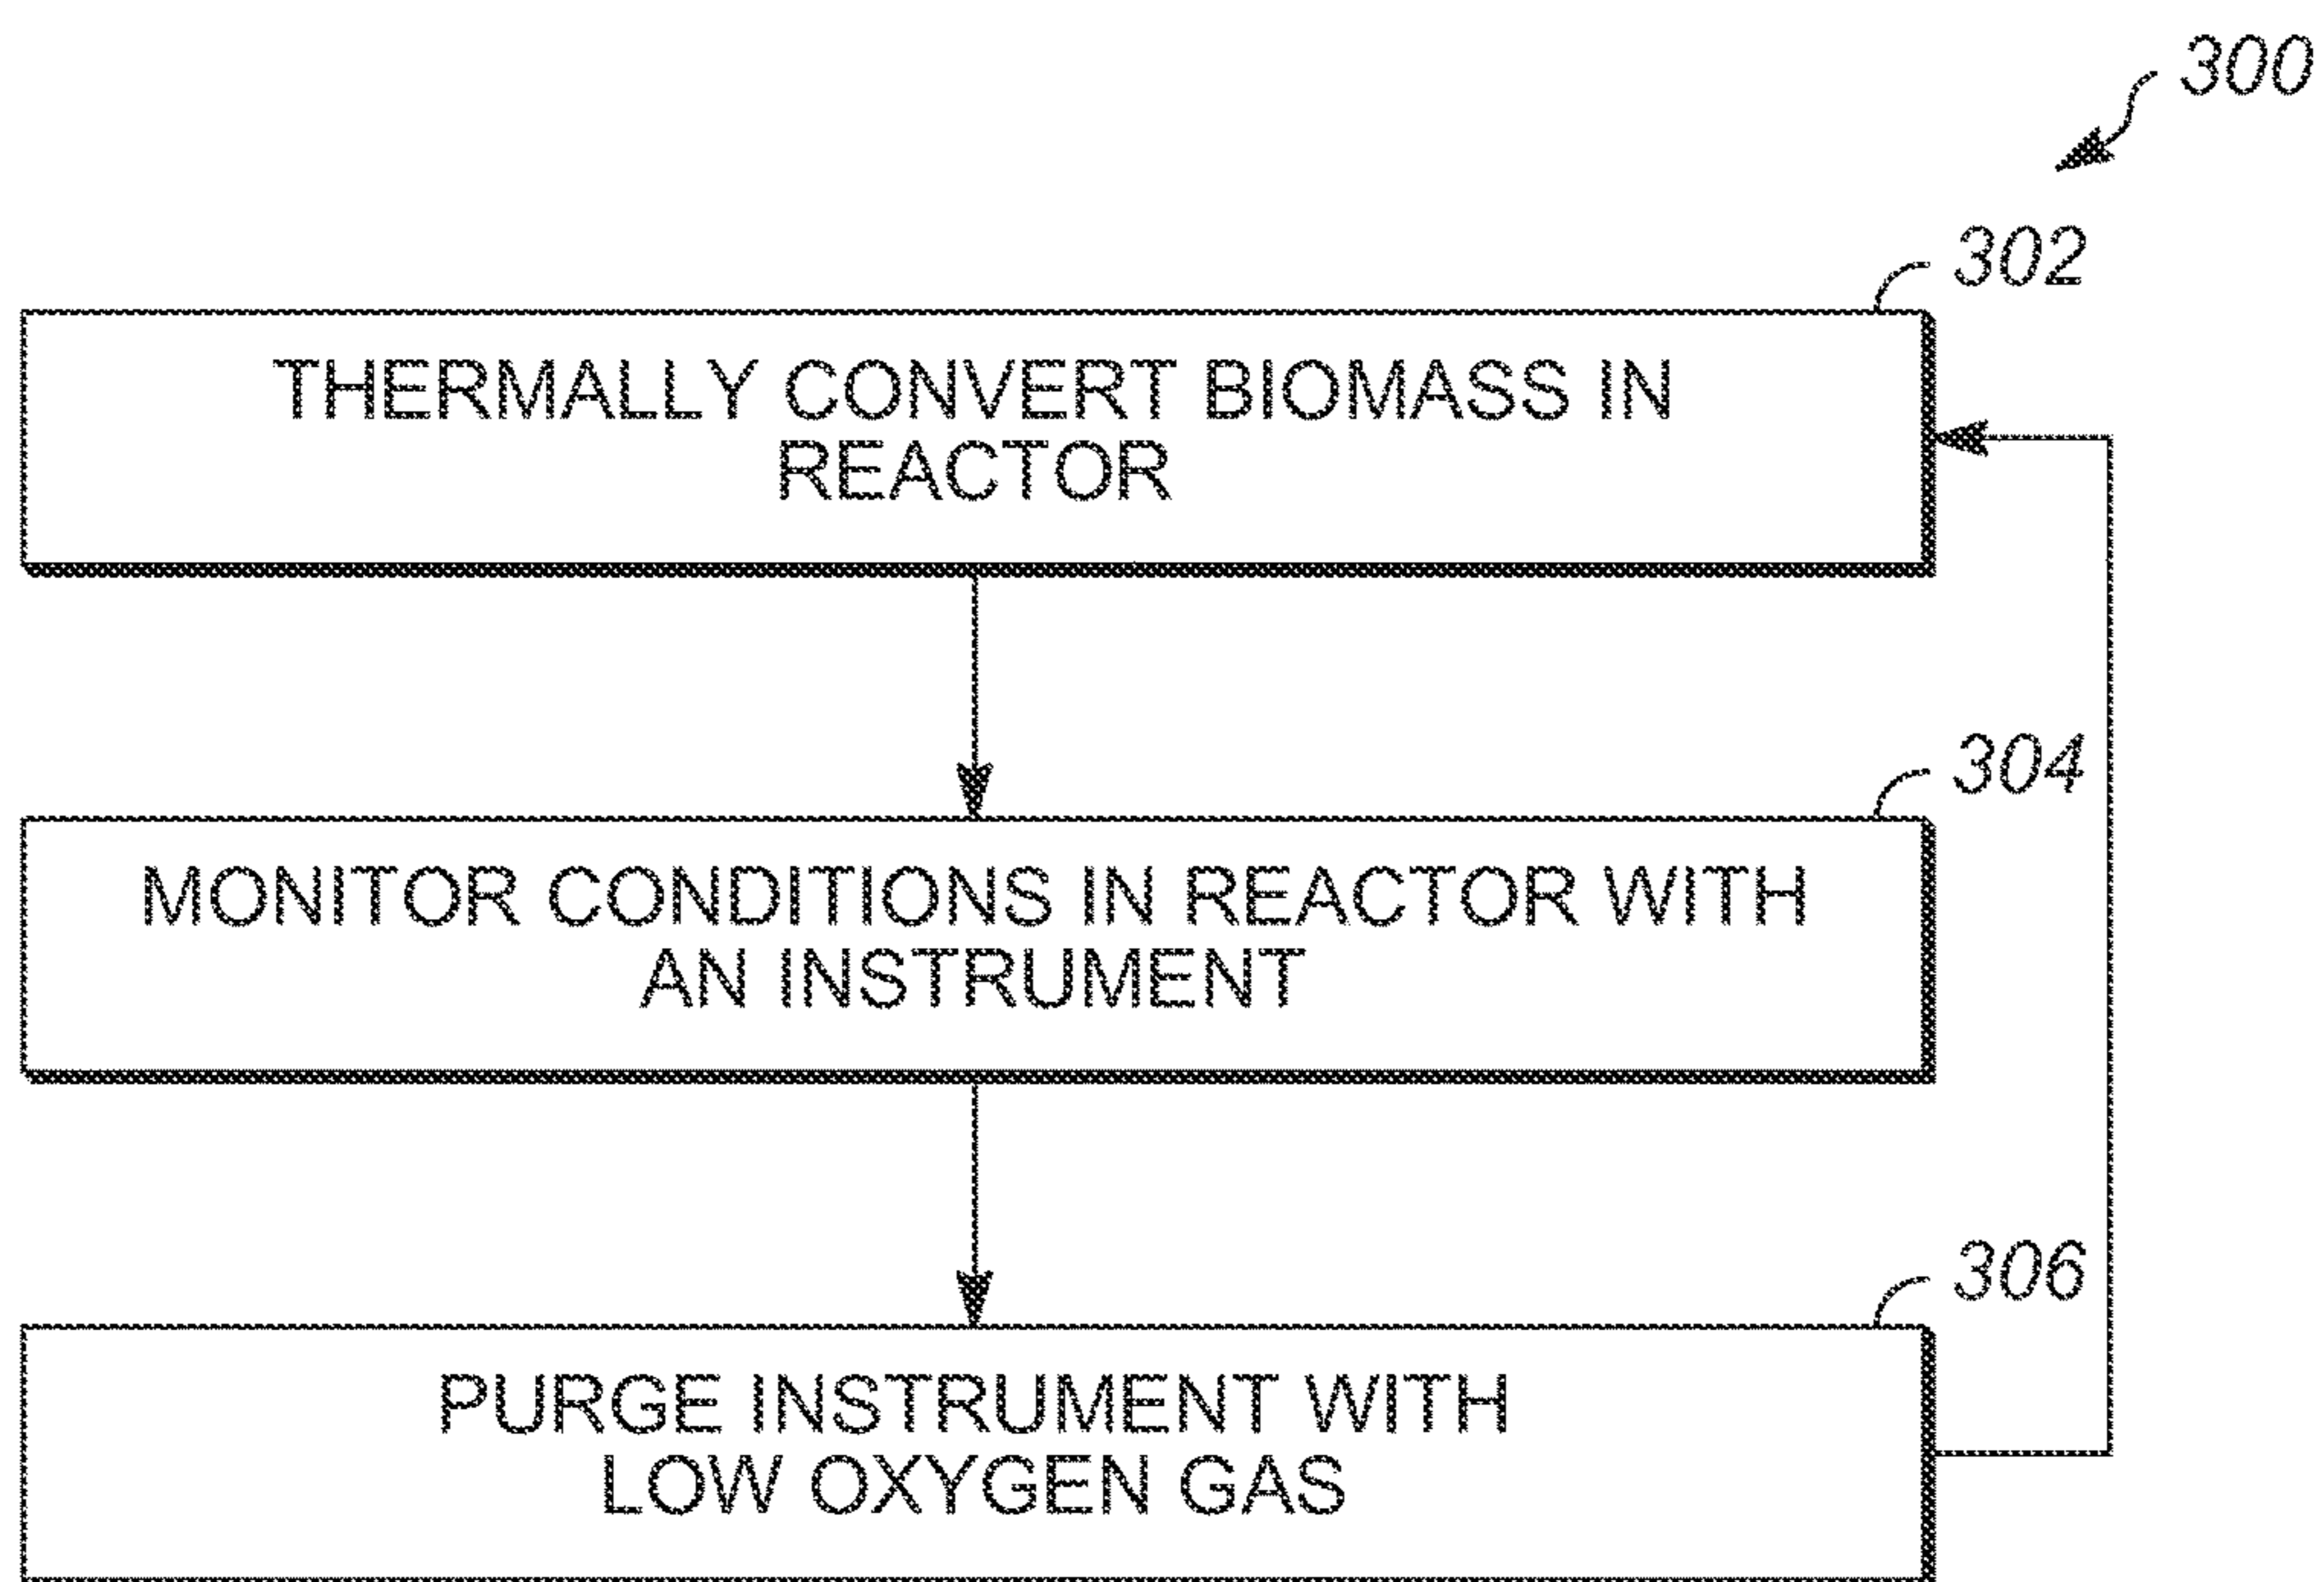 300
302
THERMALLY CONVERT BIOMASS IN
REACTOR
304
MONITOR CONDITIONS IN REACTOR WITH
AN INSTRUMENT
306
PURGE INSTRUMENT WITH
LOW OXYGEN GAS